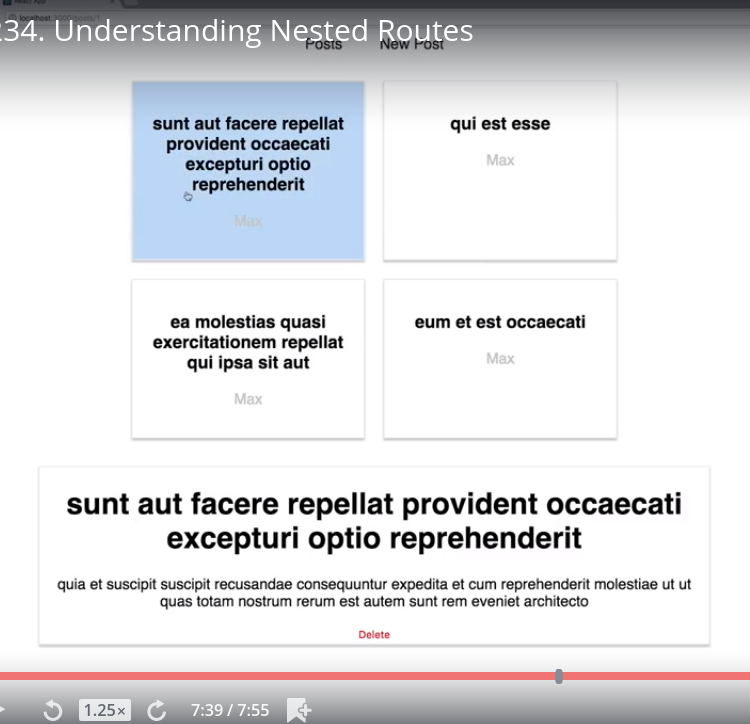 34. Understanding Nested Routes
Posts New Post
sunt aut facere repellat
provident occaecati
excepturi optio
reprehenderit
Max
qui est esse
Max
ea molestias quasi
exercitationem repellat
qui ipsa sit aut
Max
eum et est occaecati
Max
sunt aut facere repellat provident occaecati
excepturi optio reprehenderit
quia et suscipit suscipit recusandae consequuntur expedita et cum reprehenderit molestiae ut ut
quas totam nostrum rerum est autem sunt rem eveniet architecto
Delete
1.25×
7:39 / 7:55